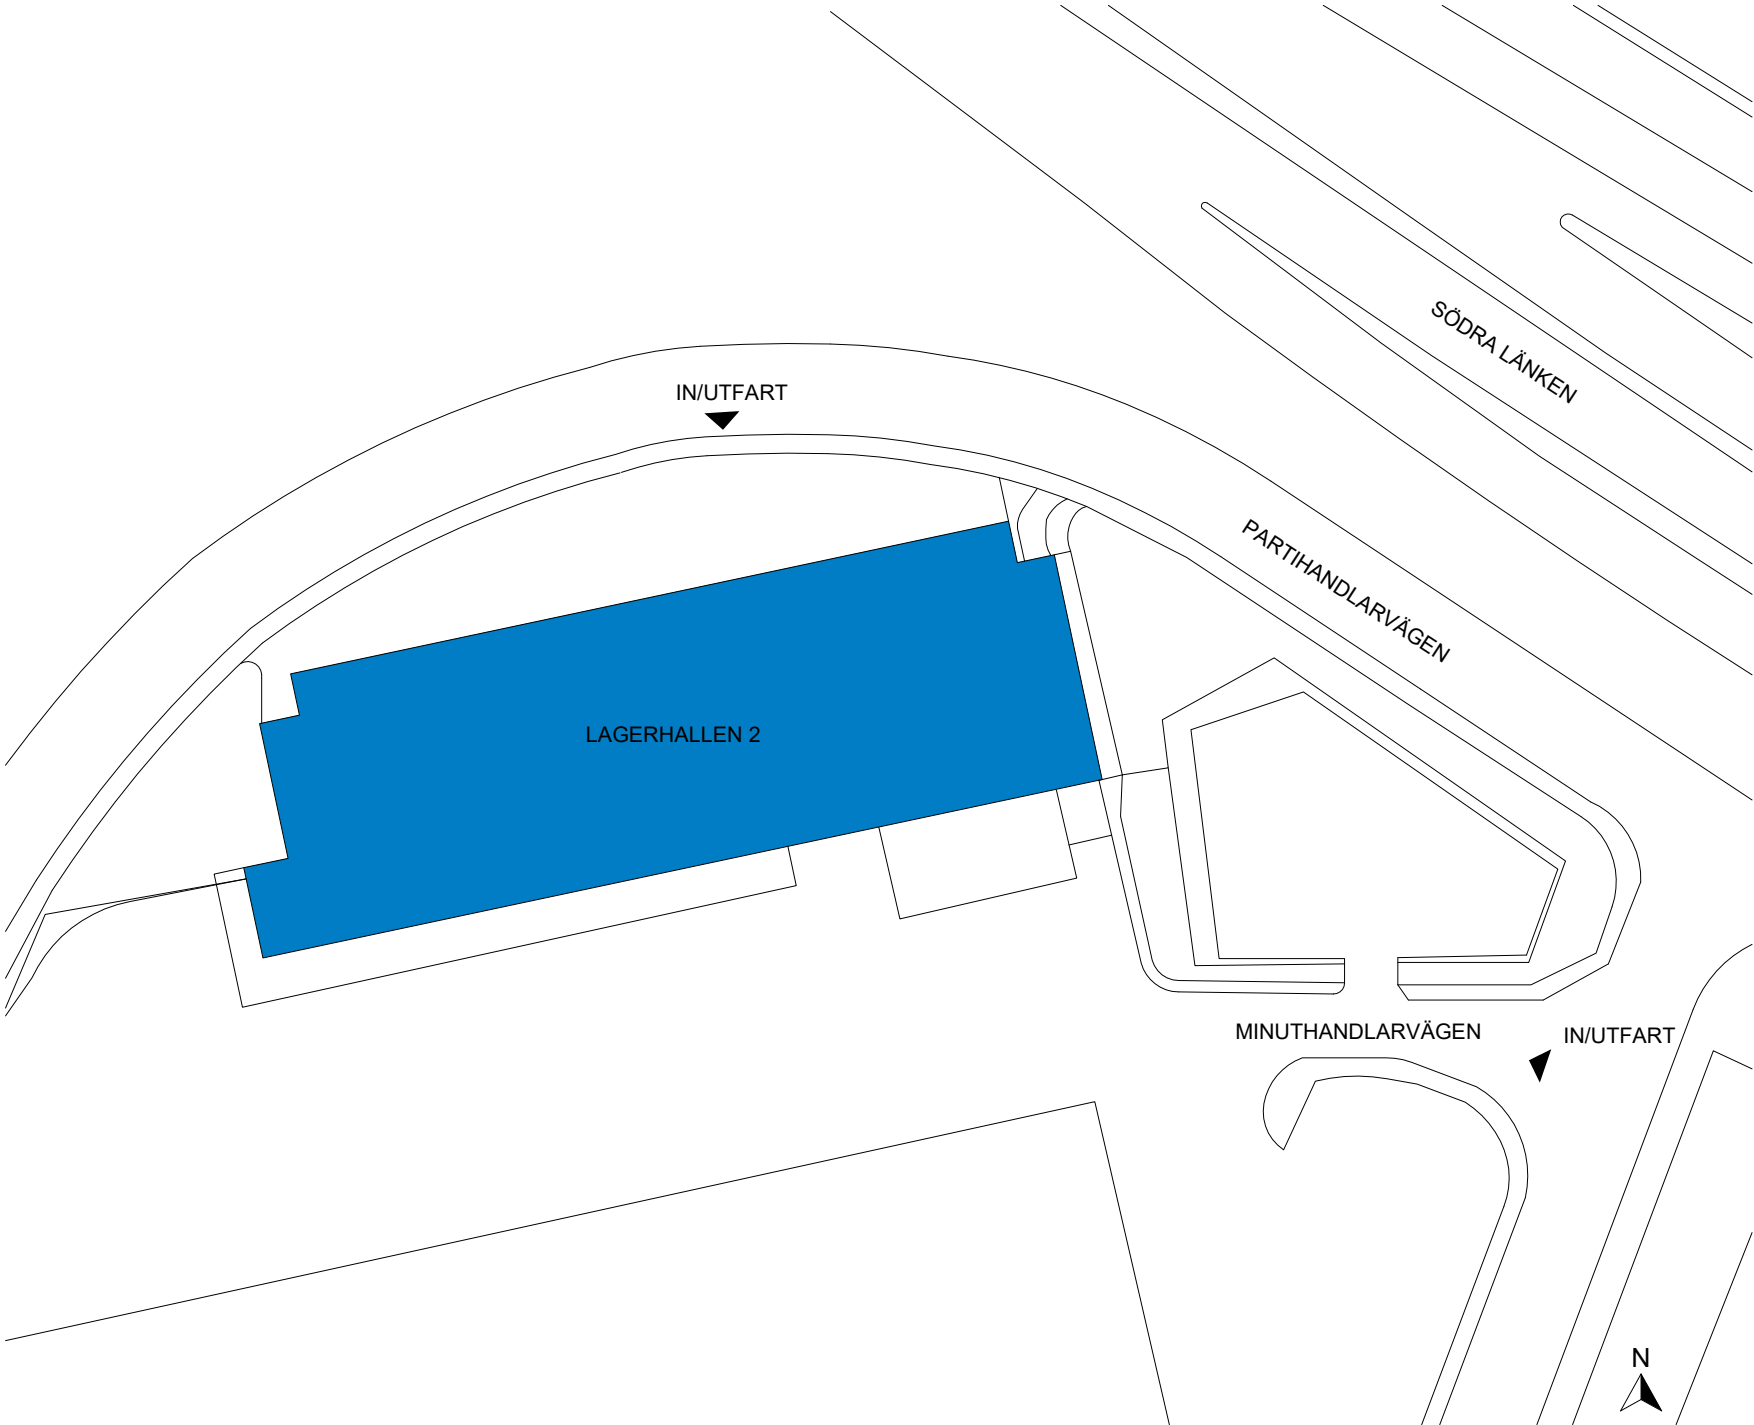 SÖDRA LÄNKEN
IN/UTFART
PARTIHANDLARVÄGEN
LAGERHALLEN 2
MINUTHANDLARVÄGEN
IN/UTFART
N